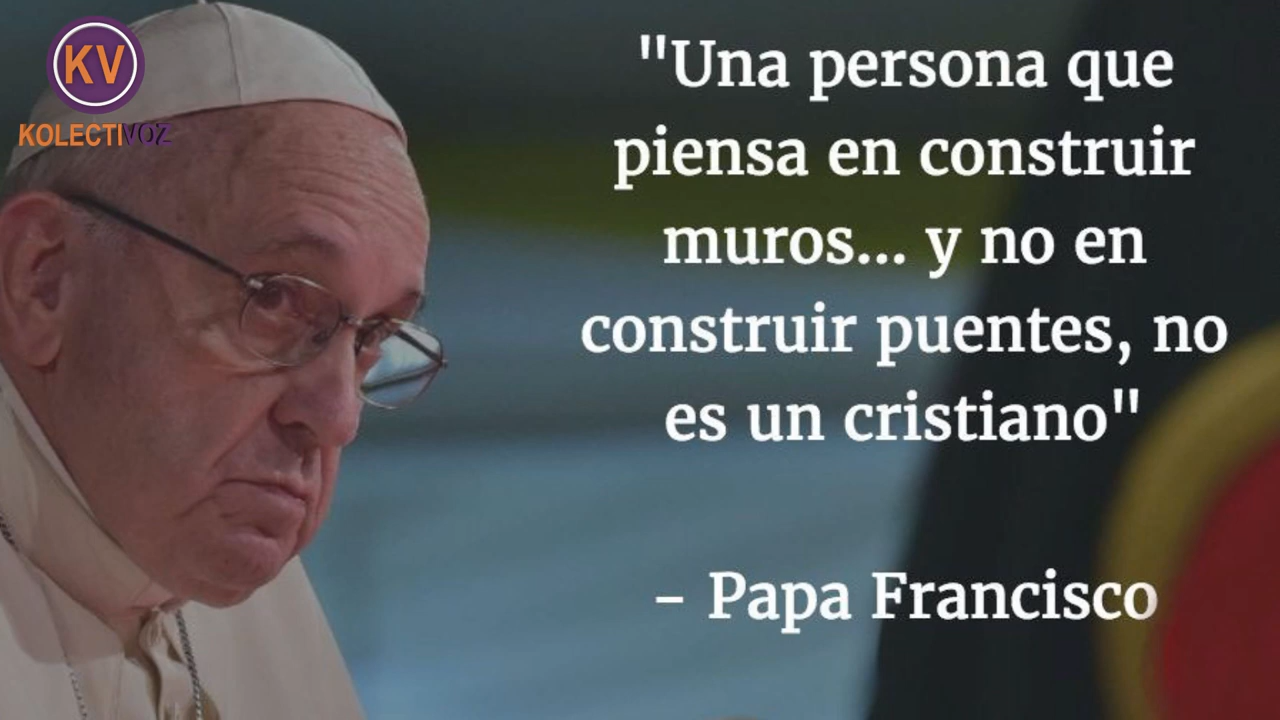 KV
KOLECTIVOZ
"Una persona que
piensa en construir
muros... y no en
construir puentes, no
es un cristiano"
- Papa Francisco